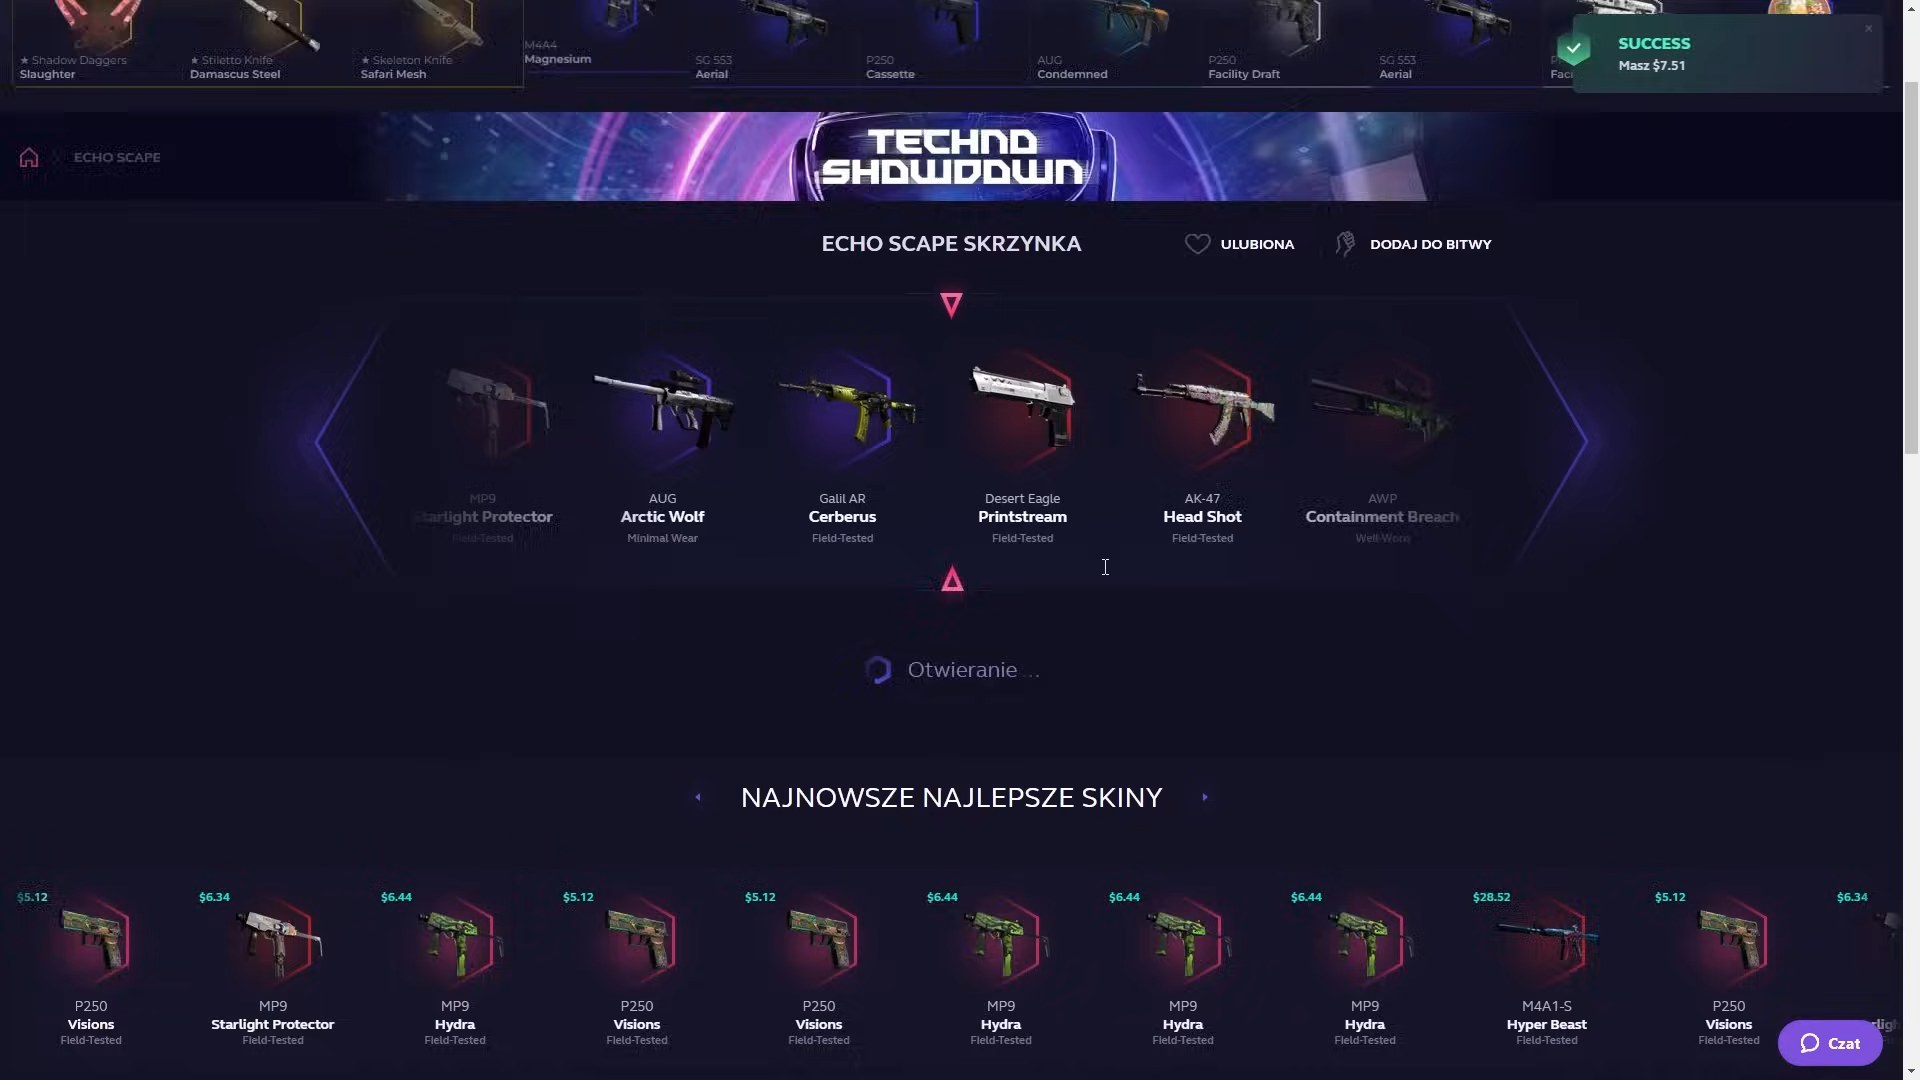 ★ Shadow Daggers
Slaughter
★ Stiletto Knife
Damascus Steel
★ Skeleton Knife
Safari Mesh
M4A4
Magnesium
SG 553
Aerial
P250
Cassette
AUG
Condemned
P250
Facility Draft
SG 553
Aerial
SUCCESS
Masz $7.51
ECHO SCAPE
TECHNO
SHOWDOWN
ECHO SCAPE SKRZYNKA
ULUBIONA
DODAJ DO BITWY
MP9
Starlight Protector
Field-Tested
AUG
Arctic Wolf
Minimal Wear
Galil AR
Cerberus
Field-Tested
Desert Eagle
Printstream
Field-Tested
AK-47
Head Shot
Field-Tested
AWP
Containment Breach
Well-Worn
Otwieranie ...
NAJNOWSZE NAJLEPSZE SKINY
$5.12
P250
Visions
Field-Tested
$6.34
MP9
Starlight Protector
Field-Tested
$6.44
MP9
Hydra
Field-Tested
$5.12
P250
Visions
Field-Tested
$5.12
P250
Visions
Field-Tested
$6.44
MP9
Hydra
Field-Tested
$6.44
MP9
Hydra
Field-Tested
$6.44
MP9
Hydra
Field-Tested
$28.52
M4A1-S
Hyper Beast
Field-Tested
$5.12
P250
Visions
Field-Tested
$6.34
Czat